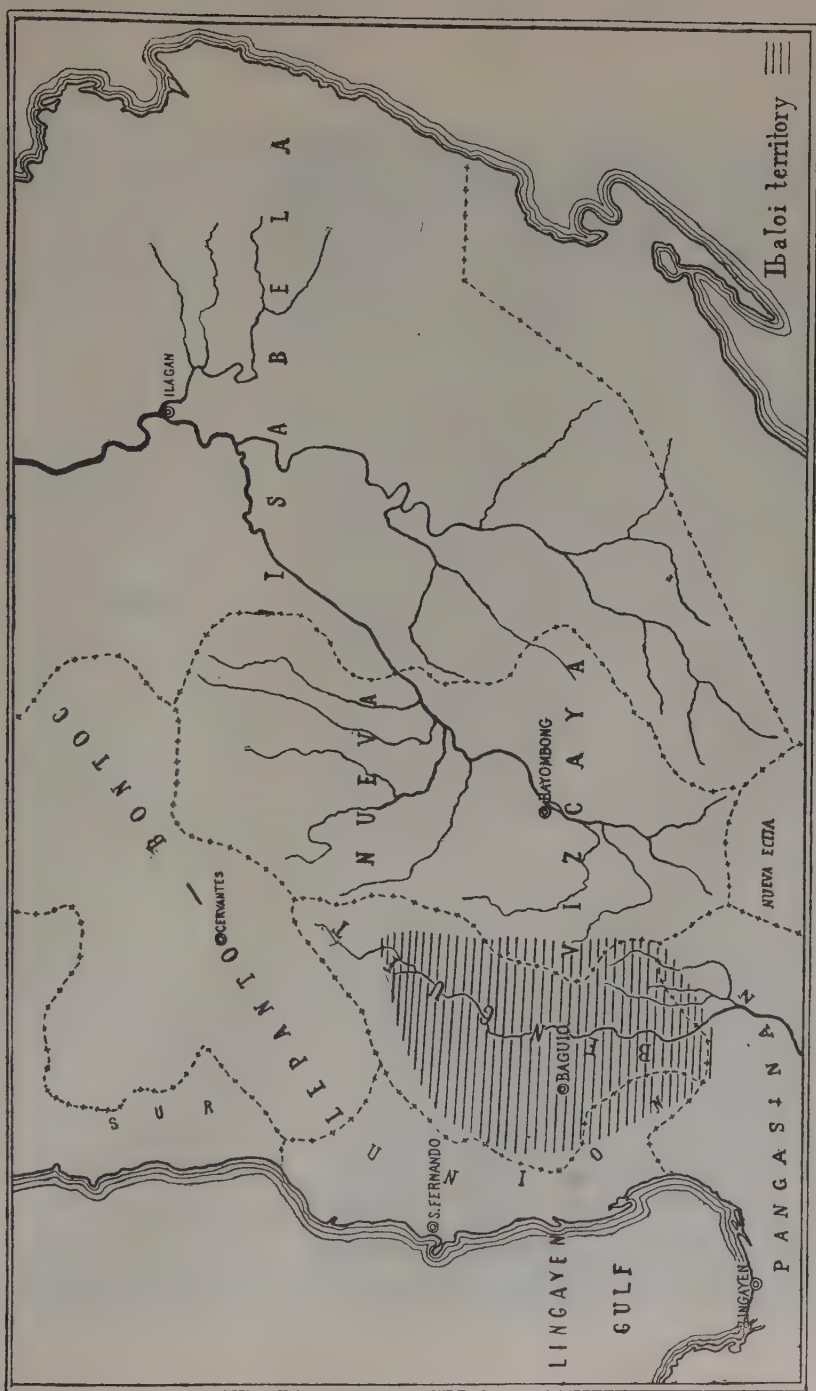 ILAGAN
ISABELA
LEPANTO – BONTOC
CERVANTES
SUR
NUEVA
VIZCAYA
BAYOMBONG
UNION
S.FERNANDO
BENGUET
BAGUIO
NUEVA ECIJA
LINGAYEN
GULF
LINGAYEN
PANGASINAN
Ibaloi territory